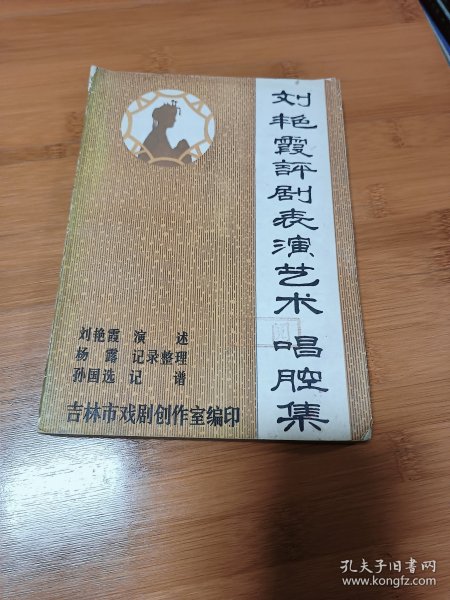 刘艳霞評剧表演艺术 唱腔集
刘艳霞 演 述
杨霞 记录整理
孙国选 记 谱
吉林市戏剧创作室编印
孔夫子旧书网
www.kongfz.com